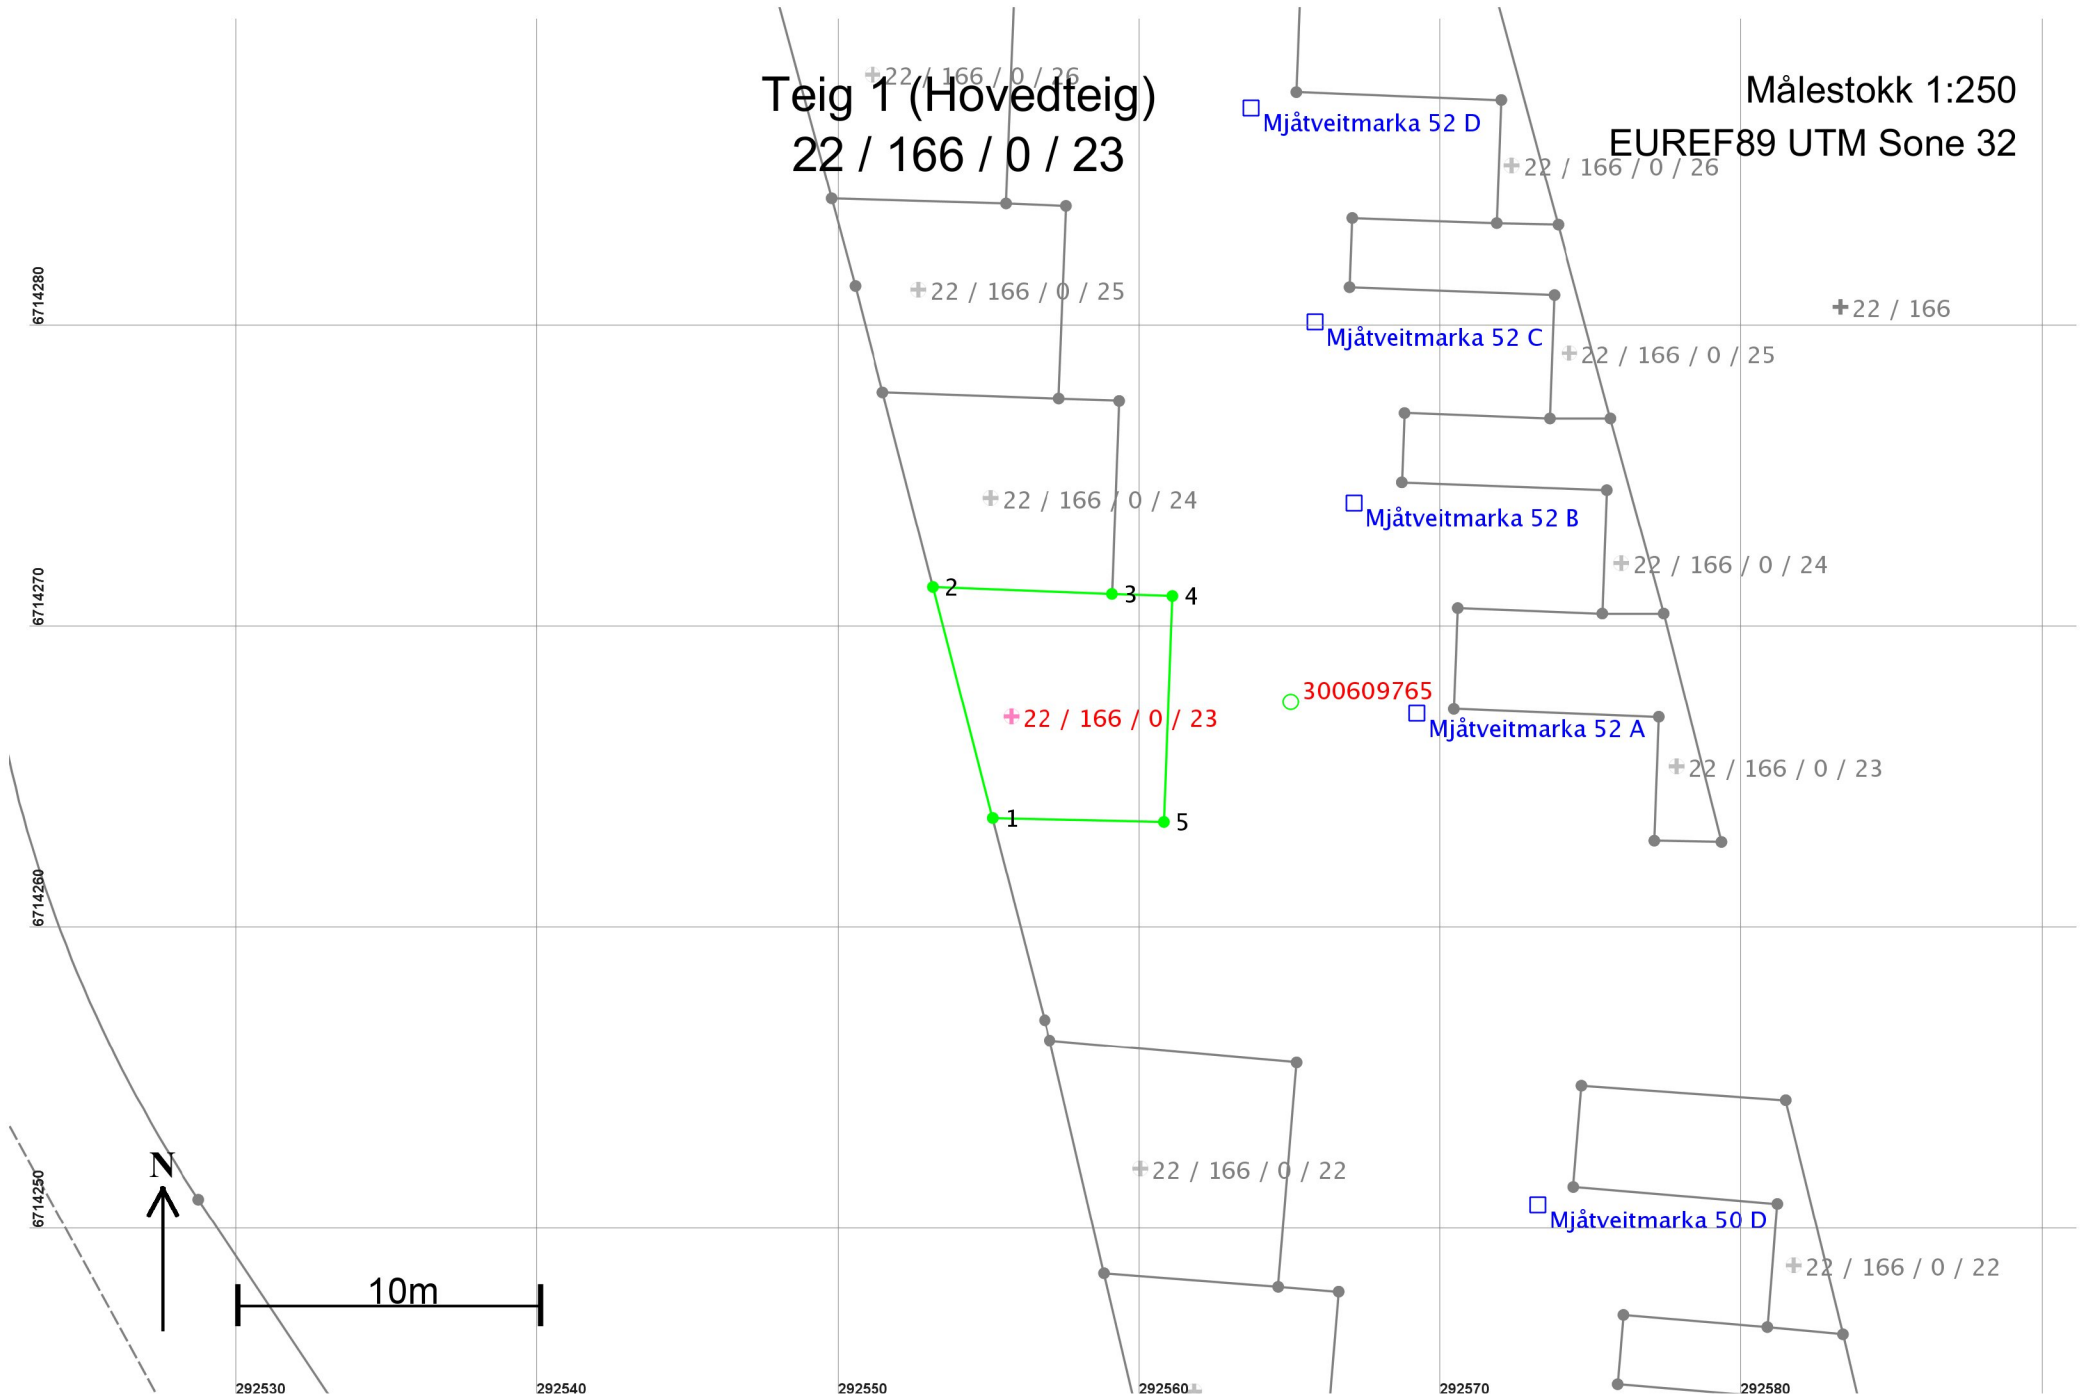 22 / 166 / 0 / 26
Teig 1 (Hovedteig)
22 / 166 / 0 / 23
Målestokk 1:250
EUREF89 UTM Sone 32
Mjåtveitmarka 52 D
22 / 166 / 0 / 26
6714280
22 / 166 / 0 / 25
22 / 166
Mjåtveitmarka 52 C
22 / 166 / 0 / 25
22 / 166 / 0 / 24
Mjåtveitmarka 52 B
22 / 166 / 0 / 24
6714270
2
3
4
300609765
22 / 166 / 0 / 23
Mjåtveitmarka 52 A
22 / 166 / 0 / 23
1
5
6714260
N
22 / 166 / 0 / 22
6714250
Mjåtveitmarka 50 D
22 / 166 / 0 / 22
10m
292530
292540
292550
292560
292570
292580